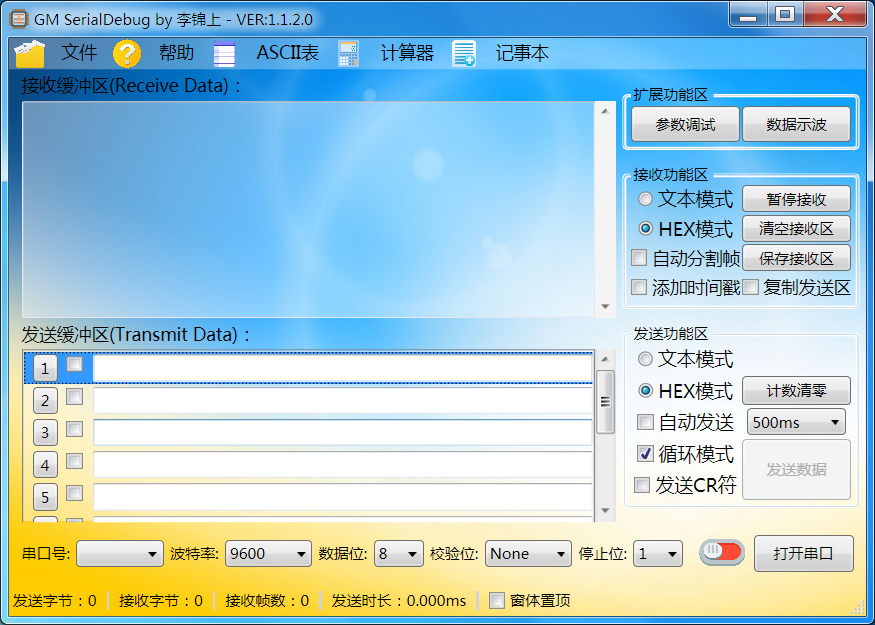 GM SerialDebug by 李锦上 - VER:1.1.2.0
文件 帮助 ASCII表 计算器 记事本
接收缓冲区(Receive Data)：
扩展功能区
参数调试 数据示波
接收功能区
文本模式 暂停接收
HEX模式 清空接收区
自动分割帧 保存接收区
添加时间戳 复制发送区
发送缓冲区(Transmit Data)：
1
2
3
4
5
发送功能区
文本模式
HEX模式 计数清零
自动发送 500ms
循环模式 发送数据
发送CR符
串口号: 波特率: 9600 数据位: 8 校验位: None 停止位: 1 打开串口
发送字节：0 接收字节：0 接收帧数：0 发送时长：0.000ms 窗体置顶